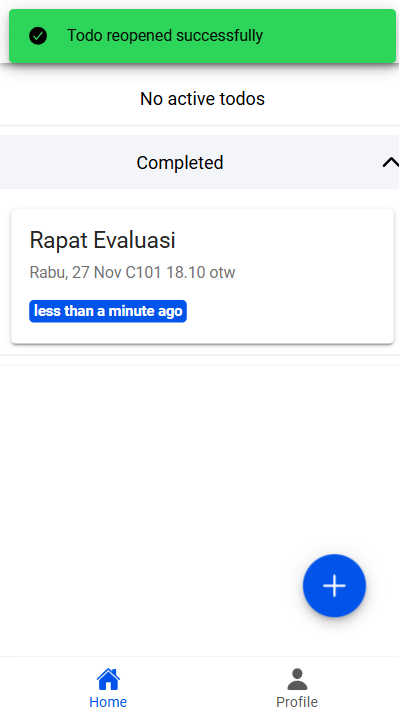 Todo reopened successfully
No active todos
Completed
Rapat Evaluasi
Rabu, 27 Nov C101 18.10 otw
less than a minute ago
Home
Profile